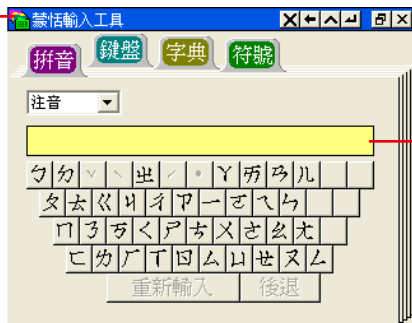 蒙恬輸入工具
拼音 鍵盤 字典 符號
注音
ㄅ ㄉ ˇ ˋ ㄓ ˊ ˙ ㄚ ㄞ ㄢ ㄦ
ㄆ ㄊ ㄍ ㄐ ㄔ ㄗ ㄧ ㄛ ㄟ ㄣ
ㄇ ㄋ ㄎ ㄑ ㄕ ㄘ ㄨ ㄜ ㄠ ㄤ
ㄈ ㄌ ㄏ ㄒ ㄖ ㄙ ㄩ ㄝ ㄡ ㄥ
重新輸入 後退